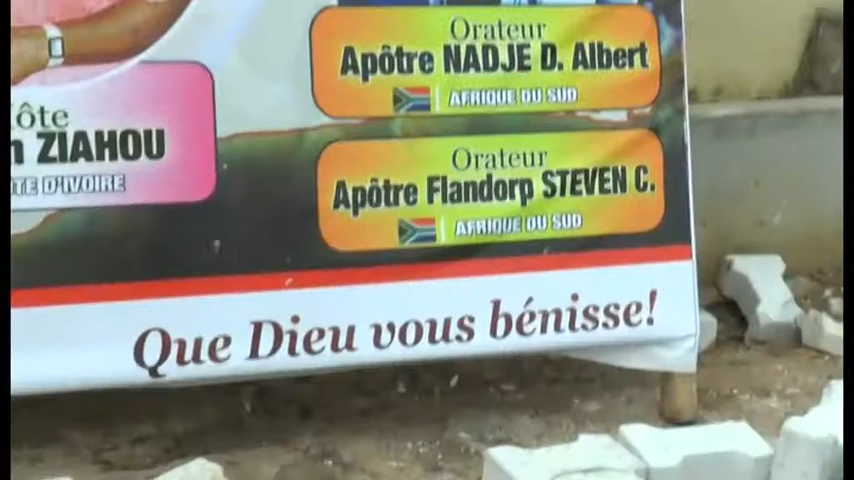 Orateur
Apôtre NADJE D. Albert
AFRIQUE DU SUD
ôte
n ZIAHOU
TE D'IVOIRE
Orateur
Apôtre Flandorp STEVEN C.
AFRIQUE DU SUD
Que Dieu vous bénisse!